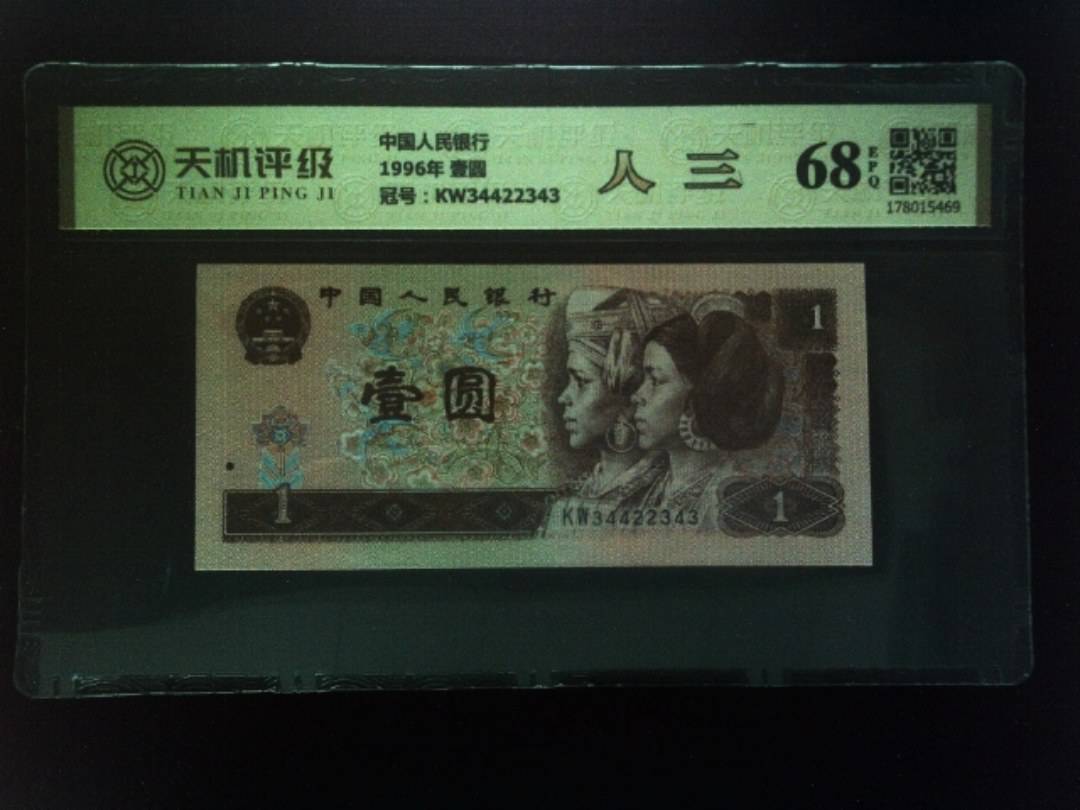 天机评级
TIAN JI PING JI
中国人民银行
1996年 壹圆
冠号：KW34422343
人 三
68
EPQ
178015469
中国人民银行
壹圆
1
1
KW34422343
1